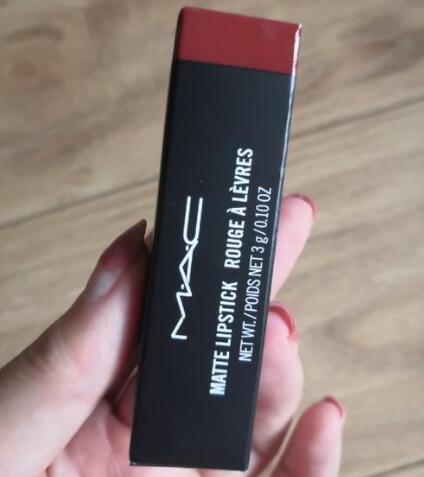 M·A·C
MATTE LIPSTICK ROUGE À LÈVRES
NET WT./POIDS NET 3 g/0.10 OZ